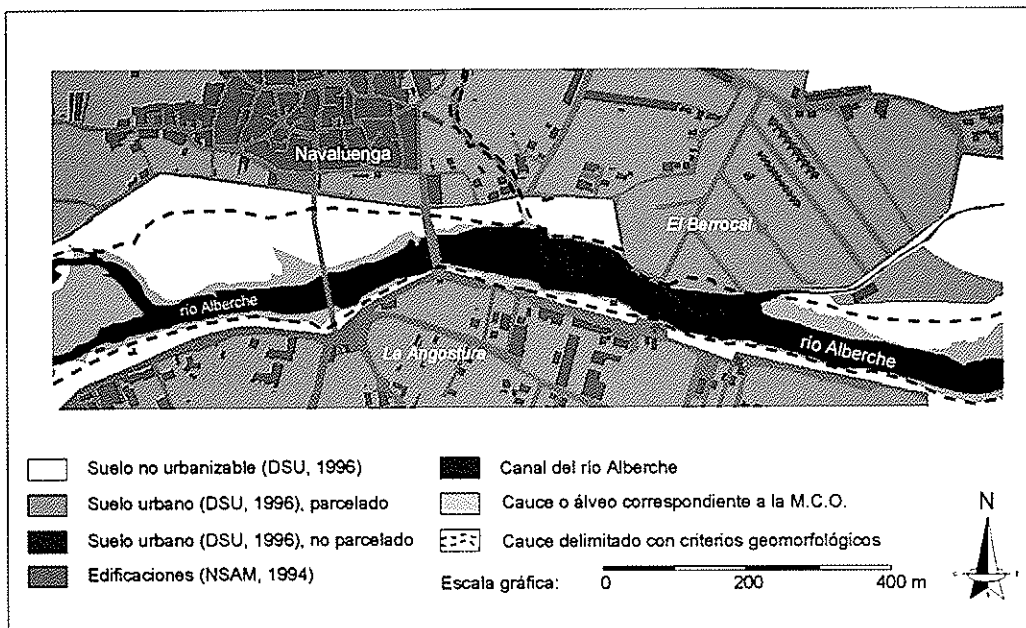 Navaluenga
El Berrocal
río Alberche
La Angostura
río Alberche
Suelo no urbanizable (DSU, 1996)
Suelo urbano (DSU, 1996), parcelado
Suelo urbano (DSU, 1996), no parcelado
Edificaciones (NSAM, 1994)
Canal del río Alberche
Cauce o álveo correspondiente a la M.C.O.
Cauce delimitado con criterios geomorfológicos
Escala gráfica: 0 200 400 m
N